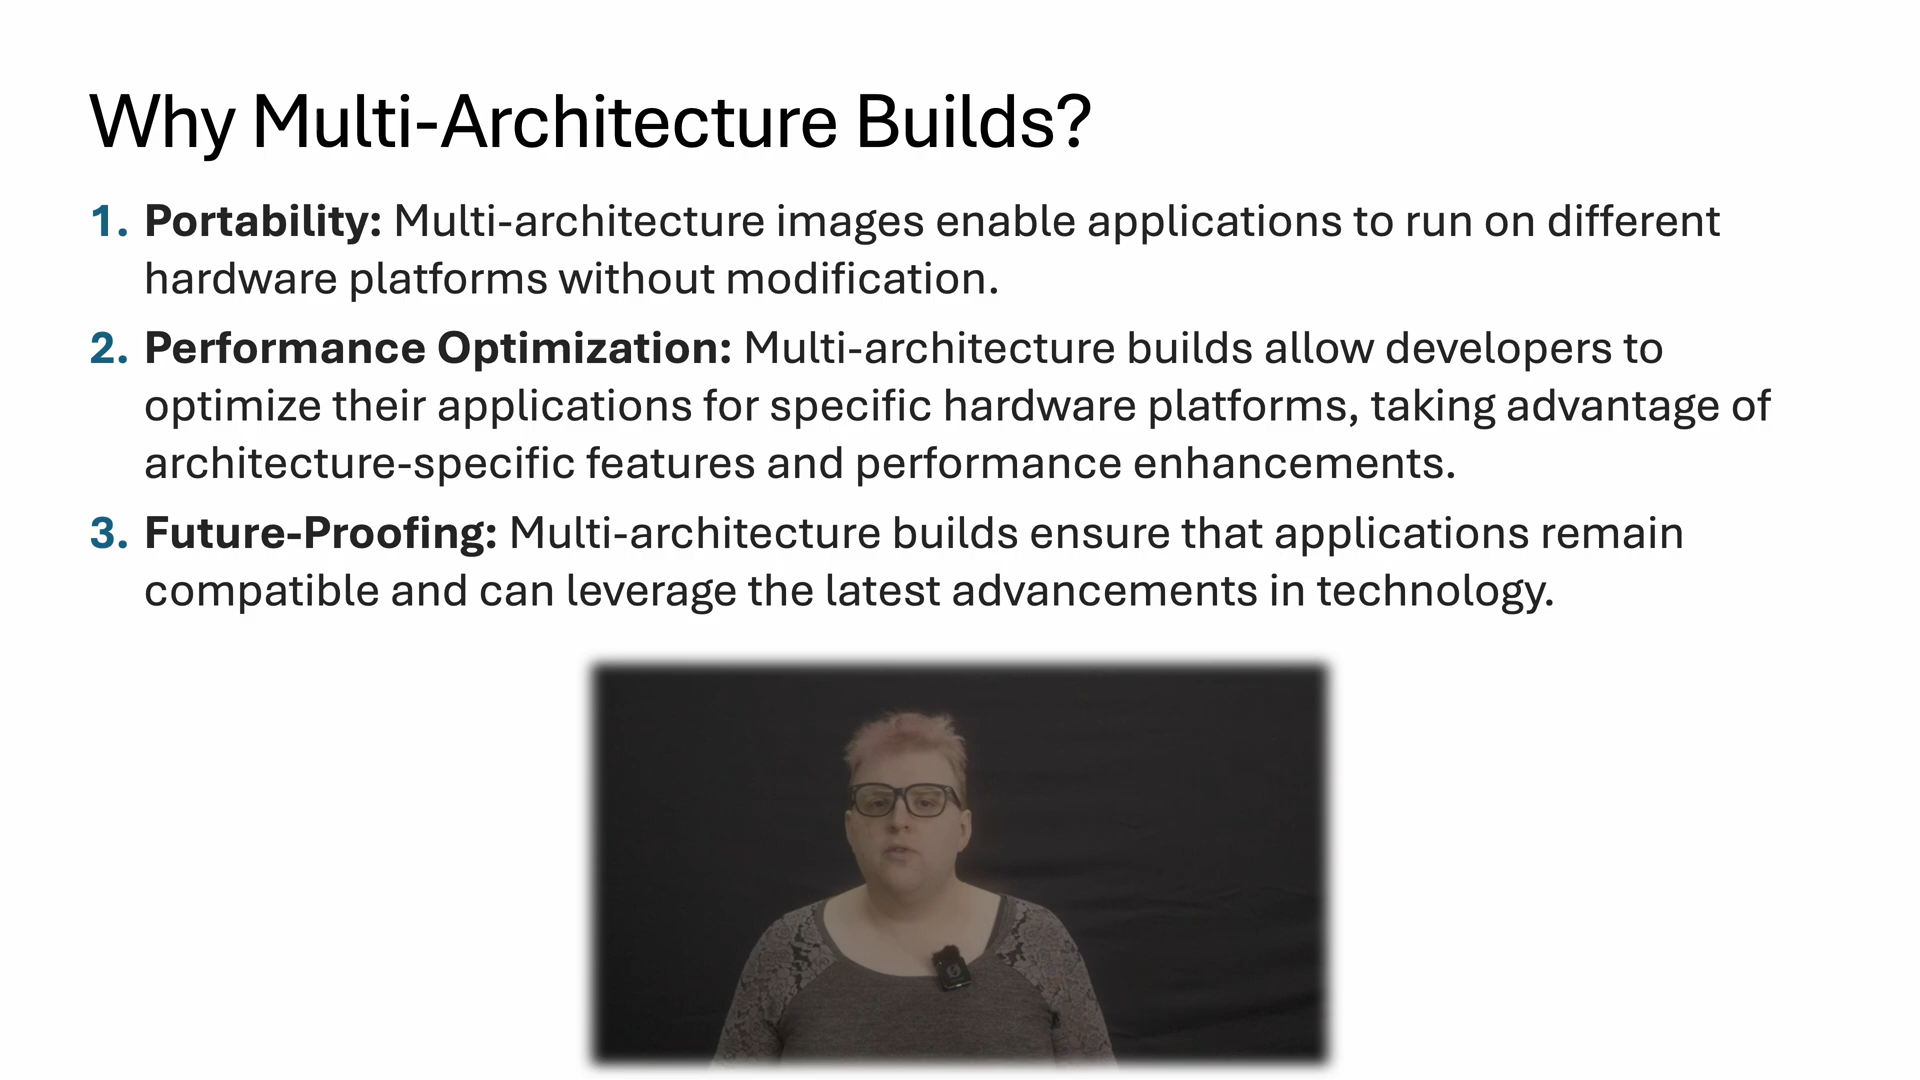 Why Multi-Architecture Builds?
1. Portability: Multi-architecture images enable applications to run on different
hardware platforms without modification.
2. Performance Optimization: Multi-architecture builds allow developers to
optimize their applications for specific hardware platforms, taking advantage of
architecture-specific features and performance enhancements.
3. Future-Proofing: Multi-architecture builds ensure that applications remain
compatible and can leverage the latest advancements in technology.